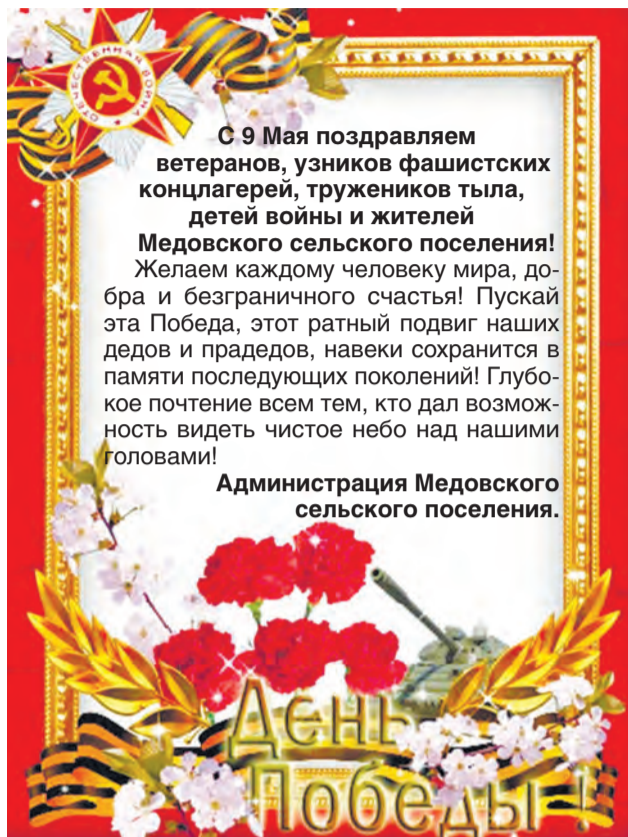 ОТЕЧЕСТВЕННАЯ ВОЙНА
С 9 Мая поздравляем
ветеранов, узников фашистских
концлагерей, тружеников тыла,
детей войны и жителей
Медовского сельского поселения!
Желаем каждому человеку мира, до-
бра и безграничного счастья! Пускай
эта Победа, этот ратный подвиг наших
дедов и прадедов, навеки сохранится в
памяти последующих поколений! Глубо-
кое почтение всем тем, кто дал возмож-
ность видеть чистое небо над нашими
головами!
Администрация Медовского
сельского поселения.
День
Победы !